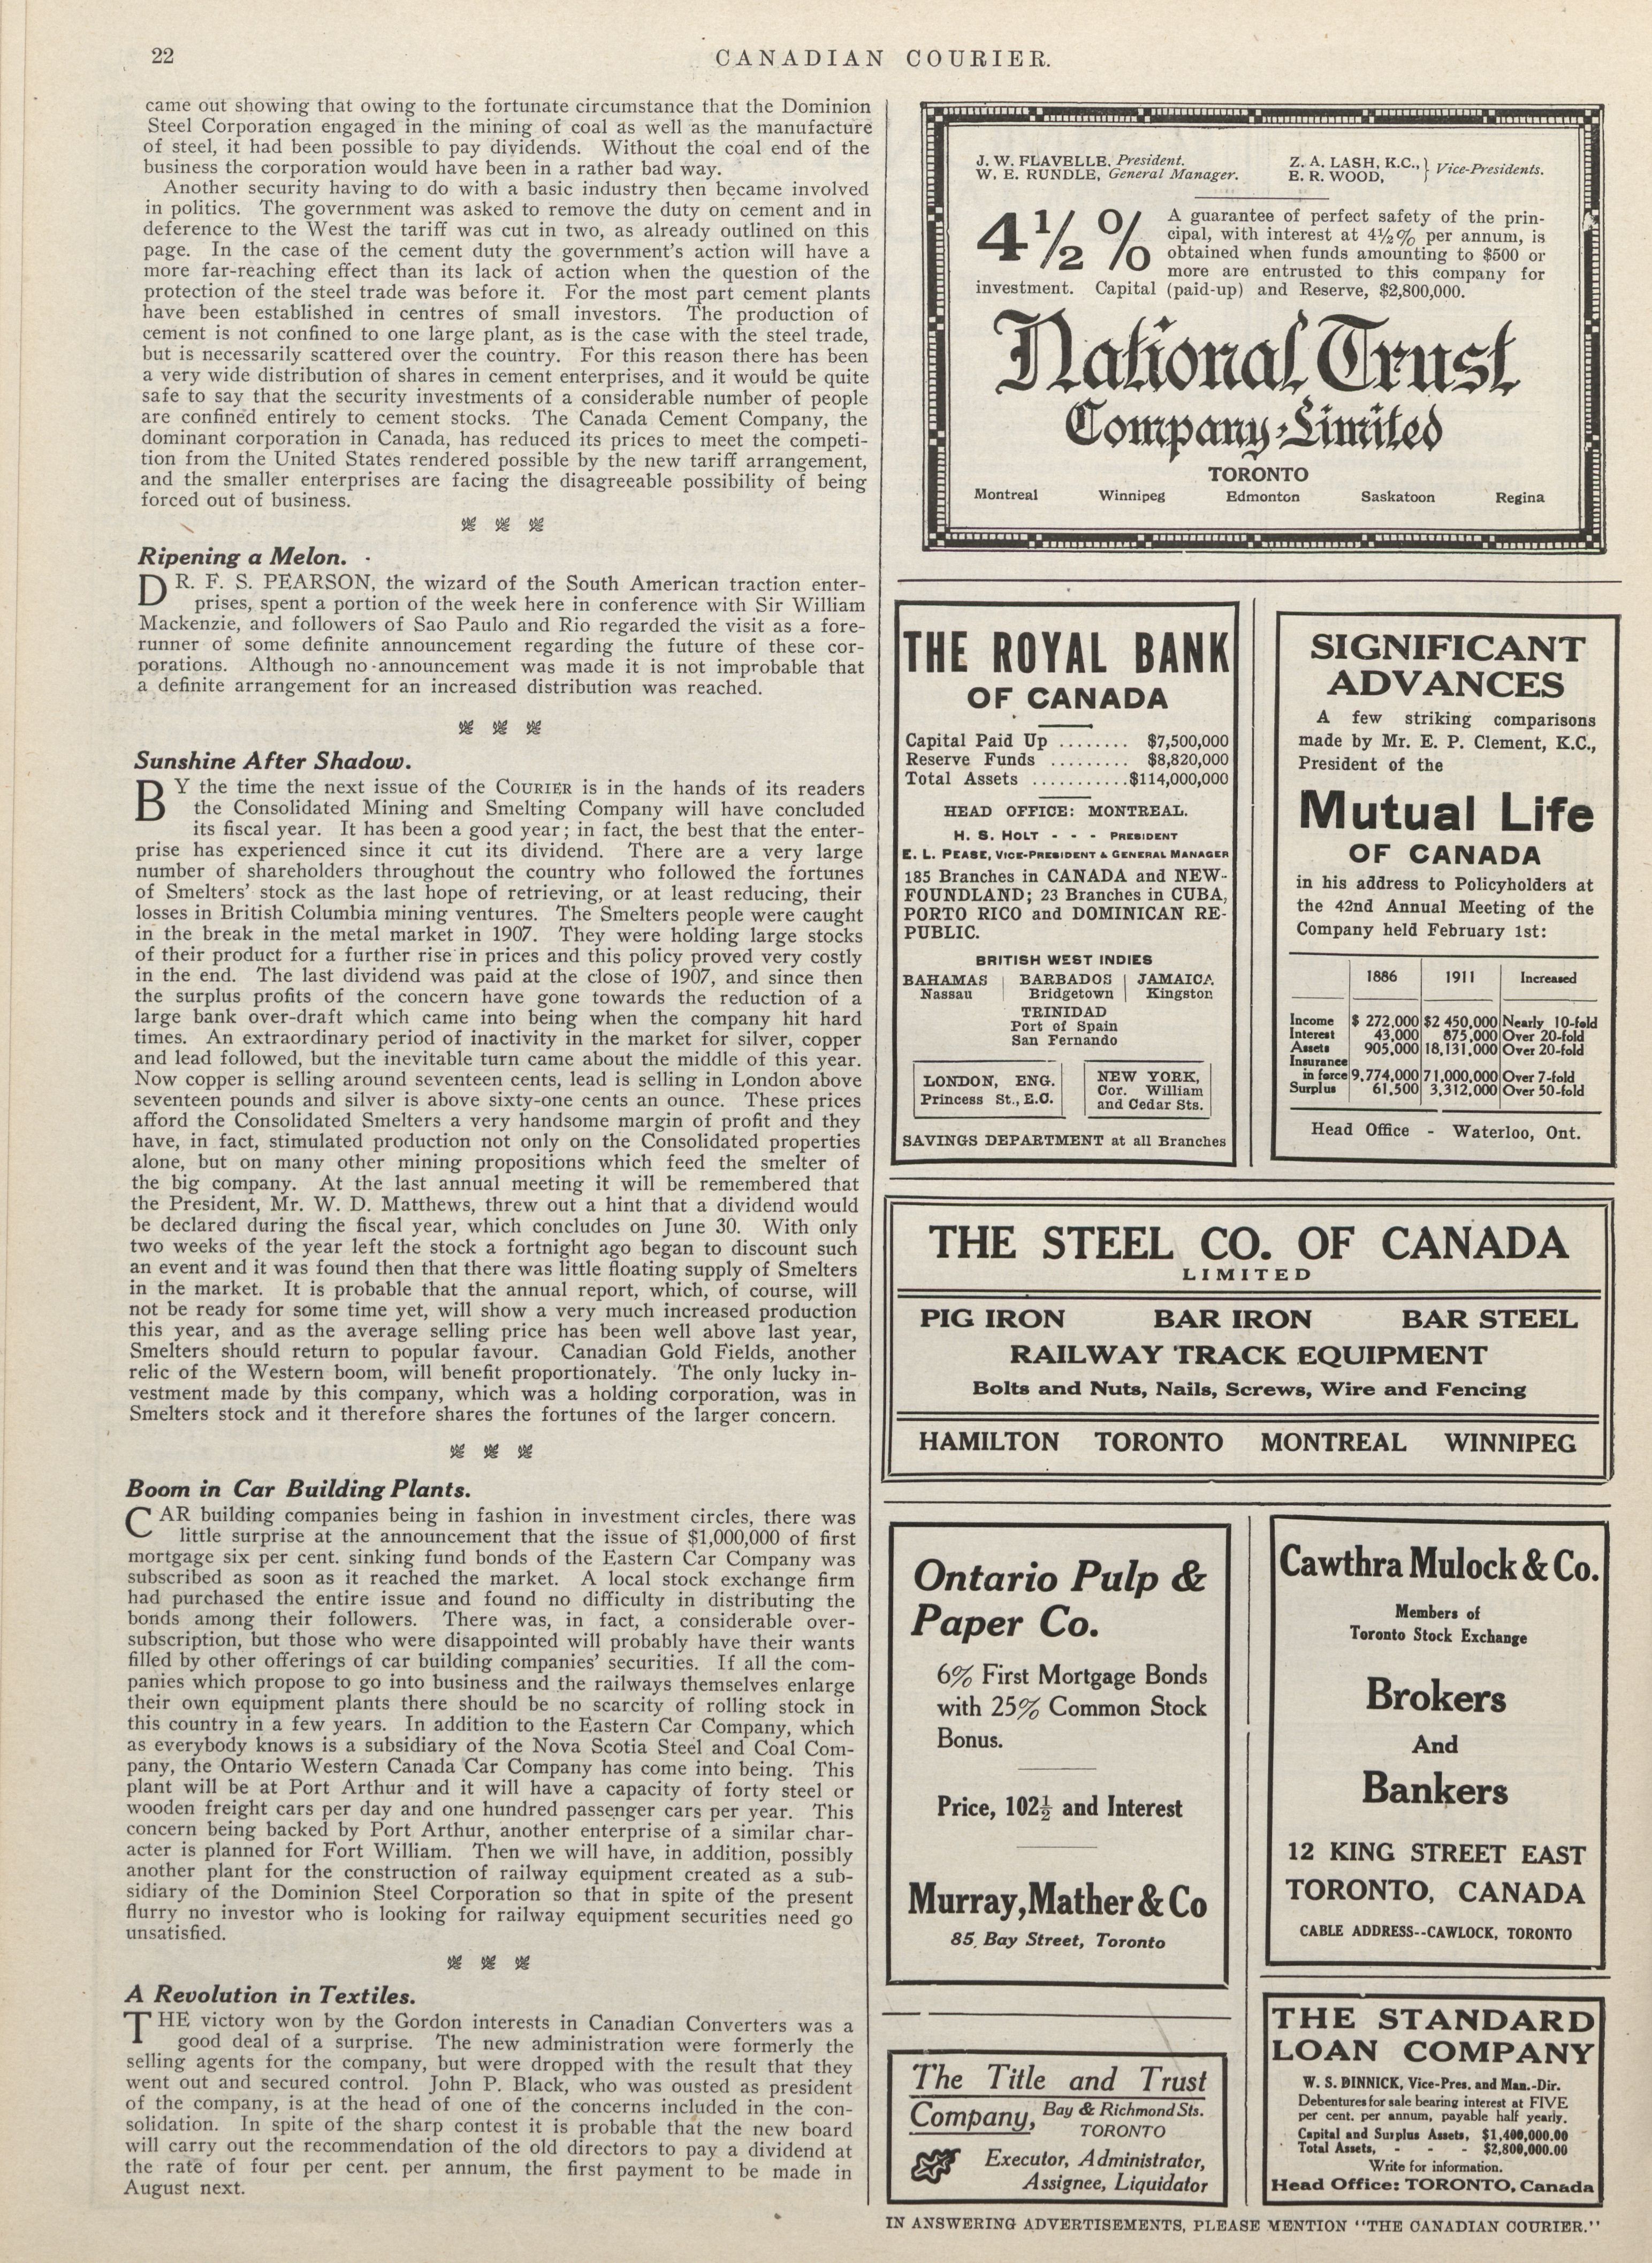 22
CANADIAN COURIER.
came out showing that owing to the fortunate circumstance that the Dominion
Steel Corporation engaged in the mining of coal as well as the manufacture
of steel, it had been possible to pay dividends. Without the coal end of the
business the corporation would have been in a rather bad way.
Another security having to do with a basic industry then became involved
in politics. The government was asked to remove the duty on cement and in
deference to the West the tariff was cut in two, as already outlined on this
page. In the case of the cement duty the government's action will have a
more far-reaching effect than its lack of action when the question of the
protection of the steel trade was before it. For the most part cement plants
have been established in centres of small investors. The production of
cement is not confined to one large plant, as is the case with the steel trade,
but is necessarily scattered over the country. For this reason there has been
a very wide distribution of shares in cement enterprises, and it would be quite
safe to say that the security investments of a considerable number of people
are confined entirely to cement stocks. The Canada Cement Company, the
dominant corporation in Canada, has reduced its prices to meet the competi-
tion from the United States rendered possible by the new tariff arrangement,
and the smaller enterprises are facing the disagreeable possibility of being
forced out of business.
Ripening a Melon.
DR. F. S. PEARSON, the wizard of the South American traction enter-
prises, spent a portion of the week here in conference with Sir William
Mackenzie, and followers of Sao Paulo and Rio regarded the visit as a fore-
runner of some definite announcement regarding the future of these cor-
porations. Although no announcement was made it is not improbable that
a definite arrangement for an increased distribution was reached.
Sunshine After Shadow.
BY the time the next issue of the COURIER is in the hands of its readers
the Consolidated Mining and Smelting Company will have concluded
its fiscal year. It has been a good year; in fact, the best that the enter-
prise has experienced since it cut its dividend. There are a very large
number of shareholders throughout the country who followed the fortunes
of Smelters' stock as the last hope of retrieving, or at least reducing, their
losses in British Columbia mining ventures. The Smelters people were caught
in the break in the metal market in 1907. They were holding large stocks
of their product for a further rise in prices and this policy proved very costly
in the end. The last dividend was paid at the close of 1907, and since then
the surplus profits of the concern have gone towards the reduction of a
large bank over-draft which came into being when the company hit hard
times. An extraordinary period of inactivity in the market for silver, copper
and lead followed, but the inevitable turn came about the middle of this year.
Now copper is selling around seventeen cents, lead is selling in London above
seventeen pounds and silver is above sixty-one cents an ounce. These prices
afford the Consolidated Smelters a very handsome margin of profit and they
have, in fact, stimulated production not only on the Consolidated properties
alone, but on many other mining propositions which feed the smelter of
the big company. At the last annual meeting it will be remembered that
the President, Mr. W. D. Matthews, threw out a hint that a dividend would
be declared during the fiscal year, which concludes on June 30. With only
two weeks of the year left the stock a fortnight ago began to discount such
an event and it was found then that there was little floating supply of Smelters
in the market. It is probable that the annual report, which, of course, will
not be ready for some time yet, will show a very much increased production
this year, and as the average selling price has been well above last year,
Smelters should return to popular favour. Canadian Gold Fields, another
relic of the Western boom, will benefit proportionately. The only lucky in-
vestment made by this company, which was a holding corporation, was in
Smelters stock and it therefore shares the fortunes of the larger concern.
Boom in Car Building Plants.
CAR building companies being in fashion in investment circles, there was
little surprise at the announcement that the issue of $1,000,000 of first
mortgage six per cent. sinking fund bonds of the Eastern Car Company was
subscribed as soon as it reached the market. A local stock exchange firm
had purchased the entire issue and found no difficulty in distributing the
bonds among their followers. There was, in fact, a considerable over-
subscription, but those who were disappointed will probably have their wants
filled by other offerings of car building companies' securities. If all the com-
panies which propose to go into business and the railways themselves enlarge
their own equipment plants there should be no scarcity of rolling stock in
this country in a few years. In addition to the Eastern Car Company, which
as everybody knows is a subsidiary of the Nova Scotia Steel and Coal Com-
pany, the Ontario Western Canada Car Company has come into being. This
plant will be at Port Arthur and it will have a capacity of forty steel or
wooden freight cars per day and one hundred passenger cars per year. This
concern being backed by Port Arthur, another enterprise of a similar char-
acter is planned for Fort William. Then we will have, in addition, possibly
another plant for the construction of railway equipment created as a sub-
sidiary of the Dominion Steel Corporation so that in spite of the present
flurry no investor who is looking for railway equipment securities need go
unsatisfied.
A Revolution in Textiles.
THE victory won by the Gordon interests in Canadian Converters was a
good deal of a surprise. The new administration were formerly the
selling agents for the company, but were dropped with the result that they
went out and secured control. John P. Black, who was ousted as president
of the company, is at the head of one of the concerns included in the con-
solidation. In spite of the sharp contest it is probable that the new board
will carry out the recommendation of the old directors to pay a dividend at
the rate of four per cent. per annum, the first payment to be made in
August next.
J. W. FLAVELLE, President.
W. E. RUNDLE, General Manager.
Z. A. LASH, K.C., } Vice-Presidents.
E. R. WOOD,
4½%
A guarantee of perfect safety of the prin-
cipal, with interest at 4½% per annum, is
obtained when funds amounting to $500 or
more are entrusted to this company for
investment. Capital (paid-up) and Reserve, $2,800,000.
National Trust
Company Limited
TORONTO
Montreal Winnipeg Edmonton Saskatoon Regina
THE ROYAL BANK
OF CANADA
Capital Paid Up ........ $7,500,000
Reserve Funds ......... $8,820,000
Total Assets ...........$114,000,000
HEAD OFFICE: MONTREAL.
H. S. HOLT - - - PRESIDENT
E. L. PEASE, VICE-PRESIDENT & GENERAL MANAGER
185 Branches in CANADA and NEW-
FOUNDLAND; 23 Branches in CUBA,
PORTO RICO and DOMINICAN RE-
PUBLIC.
BRITISH WEST INDIES
BAHAMAS BARBADOS JAMAICA
Nassau Bridgetown Kingston
TRINIDAD
Port of Spain
San Fernando
LONDON, ENG.
Princess St., E.C.
NEW YORK,
Cor. William
and Cedar Sts.
SAVINGS DEPARTMENT at all Branches
SIGNIFICANT
ADVANCES
A few striking comparisons
made by Mr. E. P. Clement, K.C.,
President of the
Mutual Life
OF CANADA
in his address to Policyholders at
the 42nd Annual Meeting of the
Company held February 1st:
1886 1911 Increased
Income $ 272,000 $2 450,000 Nearly 10-fold
Interest 43,000 875,000 Over 20-fold
Assets 905,000 18,131,000 Over 20-fold
Insurance
in force 9,774,000 71,000,000 Over 7-fold
Surplus 61,500 3,312,000 Over 50-fold
Head Office - Waterloo, Ont.
THE STEEL CO. OF CANADA
LIMITED
PIG IRON BAR IRON BAR STEEL
RAILWAY TRACK EQUIPMENT
Bolts and Nuts, Nails, Screws, Wire and Fencing
HAMILTON TORONTO MONTREAL WINNIPEG
Ontario Pulp &
Paper Co.
6% First Mortgage Bonds
with 25% Common Stock
Bonus.
Price, 102½ and Interest
Murray, Mather & Co
85, Bay Street, Toronto
Cawthra Mulock & Co.
Members of
Toronto Stock Exchange
Brokers
And
Bankers
12 KING STREET EAST
TORONTO, CANADA
CABLE ADDRESS--CAWLOCK, TORONTO
The Title and Trust
Company, Bay & Richmond Sts.
TORONTO
Executor, Administrator,
Assignee, Liquidator
THE STANDARD
LOAN COMPANY
W. S. DINNICK, Vice-Pres. and Man.-Dir.
Debentures for sale bearing interest at FIVE
per cent. per annum, payable half yearly.
Capital and Surplus Assets, $1,400,000.00
Total Assets, - - - $2,800,000.00
Write for information.
Head Office: TORONTO, Canada
IN ANSWERING ADVERTISEMENTS, PLEASE MENTION "THE CANADIAN COURIER."